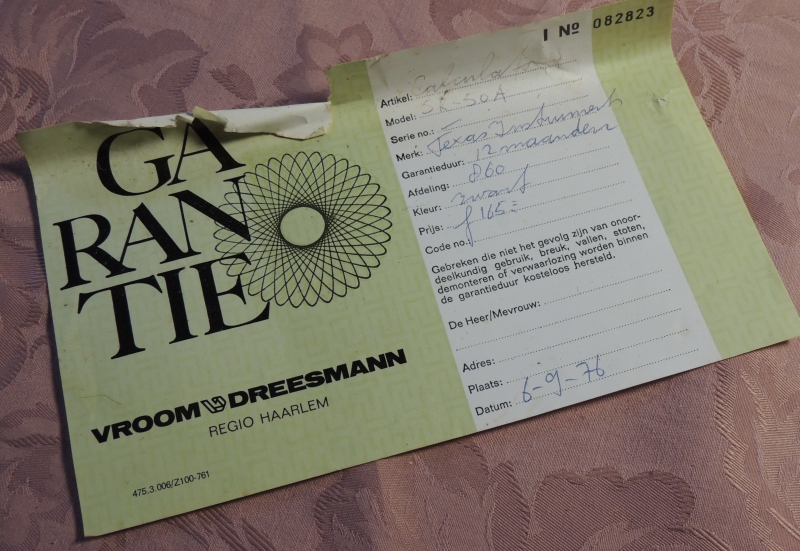 GA
RAN
TIE
VROOM VD DREESMANN
REGIO HAARLEM
475.3.006/Z100-761
I No 082823
Artikel: Calculator
Model: SR-50A
Serie no.:
Merk: Texas Instruments
Garantieduur: 12 maanden
Afdeling: 860
Kleur: zwart
Prijs: ƒ 165
Code no.
Gebreken die niet het gevolg zijn van onoor-
deelkundig gebruik, breuk, vallen, stoten,
demonteren of verwaarlozing worden binnen
de garantieduur kosteloos hersteld.
De Heer/Mevrouw:
Adres:
Plaats:
Datum: 6-9-76